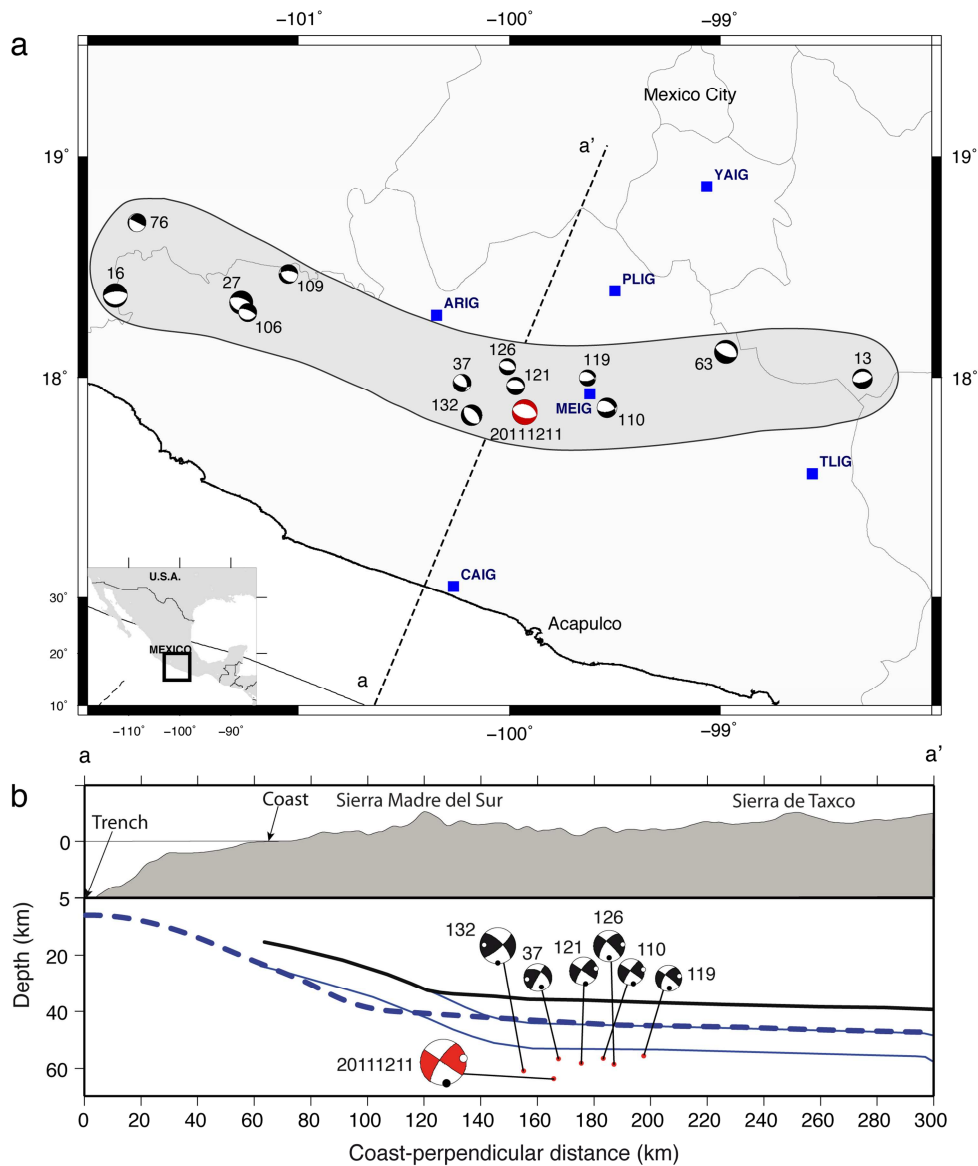 a
−101˚ −100˚ −99˚
Mexico City
19˚ 19˚
a’
YAIG
76
PLIG
16 27 109 ARIG
106
126 119
37 121 63 13
18˚ 18˚
132 MEIG
20111211 110
TLIG
CAIG
U.S.A.
30˚
Acapulco
MEXICO
20˚
a
10˚
−110˚ −100˚ −90˚
−101˚ −100˚ −99˚
a a’
b
Coast Sierra Madre del Sur Sierra de Taxco
Trench
0
5
126
132 37 121 110
119
20
40
20111211
60
Depth (km)
0 20 40 60 80 100 120 140 160 180 200 220 240 260 280 300
Coast-perpendicular distance (km)